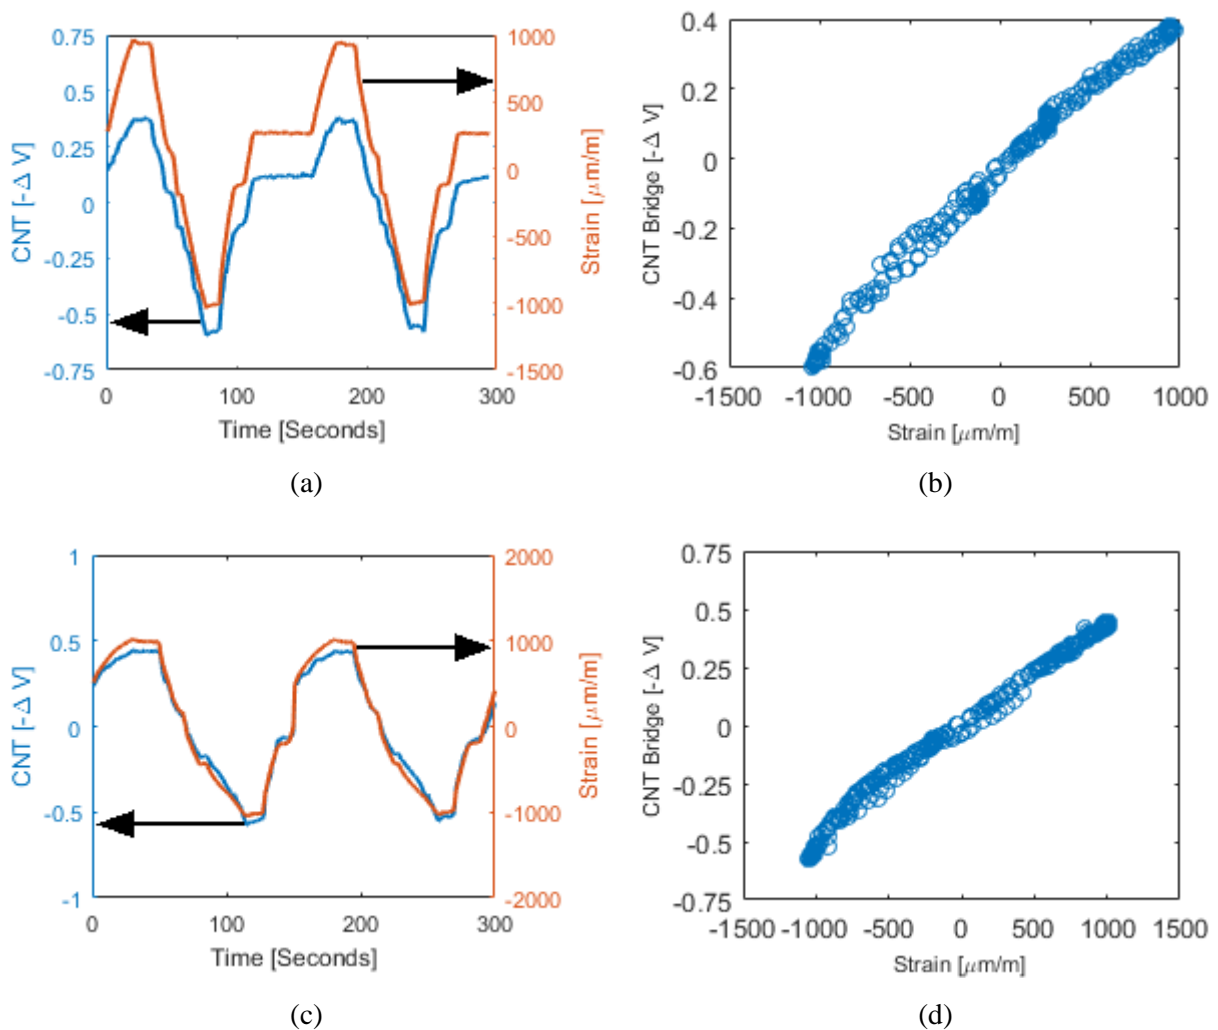 0.75
0.5
0.25
0
-0.25
-0.5
-0.75
CNT [-Δ V]
1000
500
0
-500
-1000
-1500
Strain [μm/m]
0 100 200 300
Time [Seconds]
(a)
0.4
0.2
0
-0.2
-0.4
-0.6
CNT Bridge [-Δ V]
-1500 -1000 -500 0 500 1000
Strain [μm/m]
(b)
1
0.5
0
-0.5
-1
CNT [-Δ V]
2000
1000
0
-1000
-2000
Strain [μm/m]
0 100 200 300
Time [Seconds]
(c)
0.75
0.5
0.25
0
-0.25
-0.5
-0.75
CNT Bridge [-Δ V]
-1500 -1000 -500 0 500 1000 1500
Strain [μm/m]
(d)